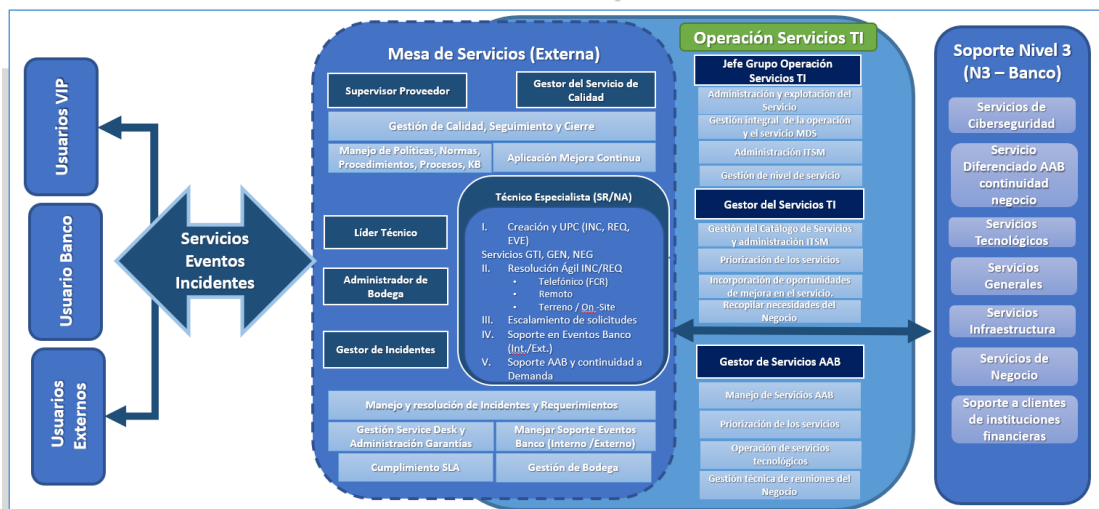 Usuarios VIP
Usuario Banco
Usuarios
Externos
Servicios
Eventos
Incidentes
Mesa de Servicios (Externa)
Supervisor Proveedor
Gestor del Servicio de
Calidad
Gestión de Calidad, Seguimiento y Cierre
Manejo de Politicas, Normas,
Procedimientos, Procesos, KB
Aplicación Mejora Continua
Líder Técnico
Administrador de
Bodega
Gestor de Incidentes
Técnico Especialista (SR/NA)
I. Creación y UPC (INC, REQ,
EVE)
Servicios GTI, GEN, NEG
II. Resolución Ágil INC/REQ
• Telefónico (FCR)
• Remoto
• Terreno / On -Site
III. Escalamiento de solicitudes
IV. Soporte en Eventos Banco
(Int./Ext.)
V. Soporte AAB y continuidad a
Demanda
Manejo y resolución de Incidentes y Requerimientos
Gestión Service Desk y
Administración Garantías
Manejar Soporte Eventos
Banco (Interno /Externo)
Cumplimiento SLA
Gestión de Bodega
Operación Servicios TI
Jefe Grupo Operación
Servicios TI
Administración y explotación del
Servicio
Gestión integral de la operación
y el servicio MDS
Administración ITSM
Gestión de nivel de servicio
Gestor del Servicios TI
Gestión del Catálogo de Servicios
y administración ITSM
Priorización de los servicios
Incorporación de oportunidades
de mejora en el servicio.
Recopilar necesidades del
Negocio
Gestor de Servicios AAB
Manejo de Servicios AAB
Priorización de los servicios
Operación de servicios
tecnológicos
Gestión técnica de reuniones del
Negocio
Soporte Nivel 3
(N3 – Banco)
Servicios de
Ciberseguridad
Servicio
Diferenciado AAB
continuidad
negocio
Servicios
Tecnológicos
Servicios
Generales
Servicios
Infraestructura
Servicios de
Negocio
Soporte a clientes
de instituciones
financieras